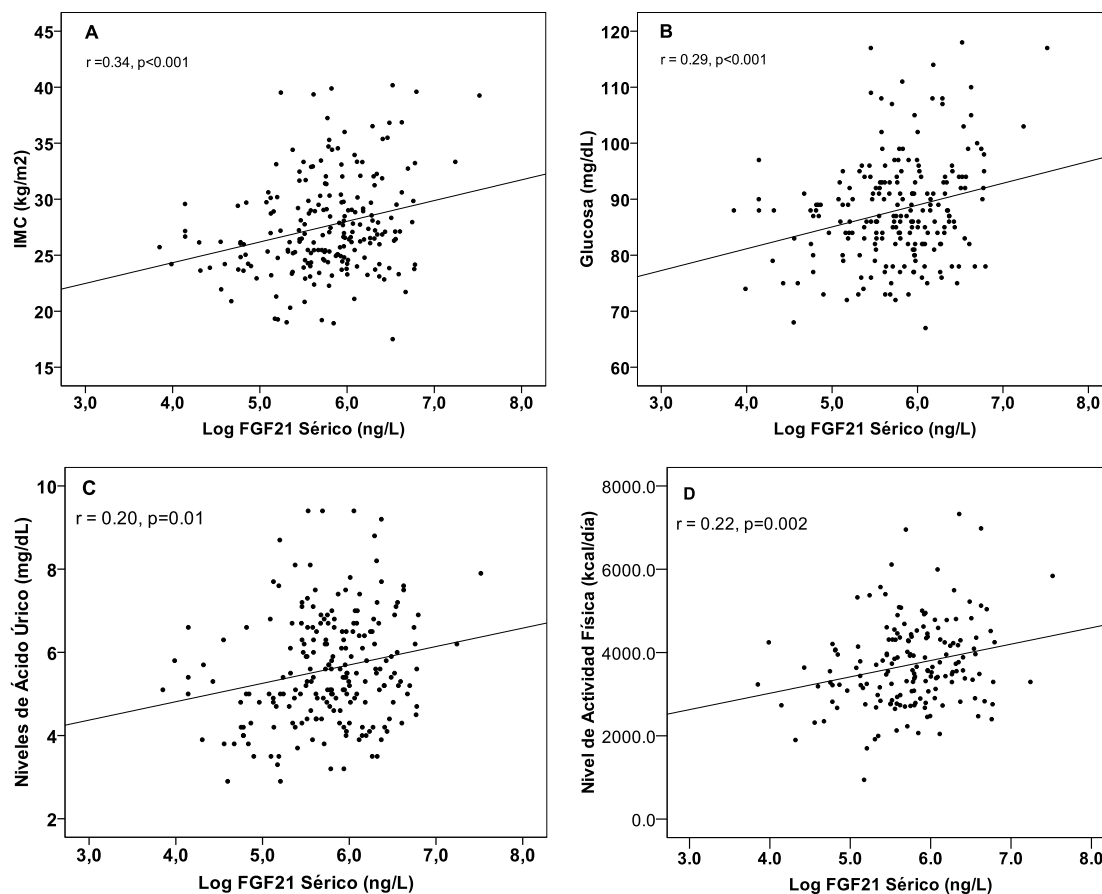 A
r =0.34, p<0.001
IMC (kg/m2)
45
40
35
30
25
20
15
3,0 4,0 5,0 6,0 7,0 8,0
Log FGF21 Sérico (ng/L)
B
r = 0.29, p<0.001
Glucosa (mg/dL)
120
110
100
90
80
70
60
3,0 4,0 5,0 6,0 7,0 8,0
Log FGF21 Sérico (ng/L)
C
r = 0.20, p=0.01
Niveles de Ácido Úrico (mg/dL)
10
8
6
4
2
3,0 4,0 5,0 6,0 7,0 8,0
Log FGF21 Sérico (ng/L)
D
r = 0.22, p=0.002
Nivel de Actividad Física (kcal/día)
8000.0
6000.0
4000.0
2000.0
0.0
3.0 4.0 5.0 6.0 7.0 8.0
Log FGF21 Sérico (ng/L)